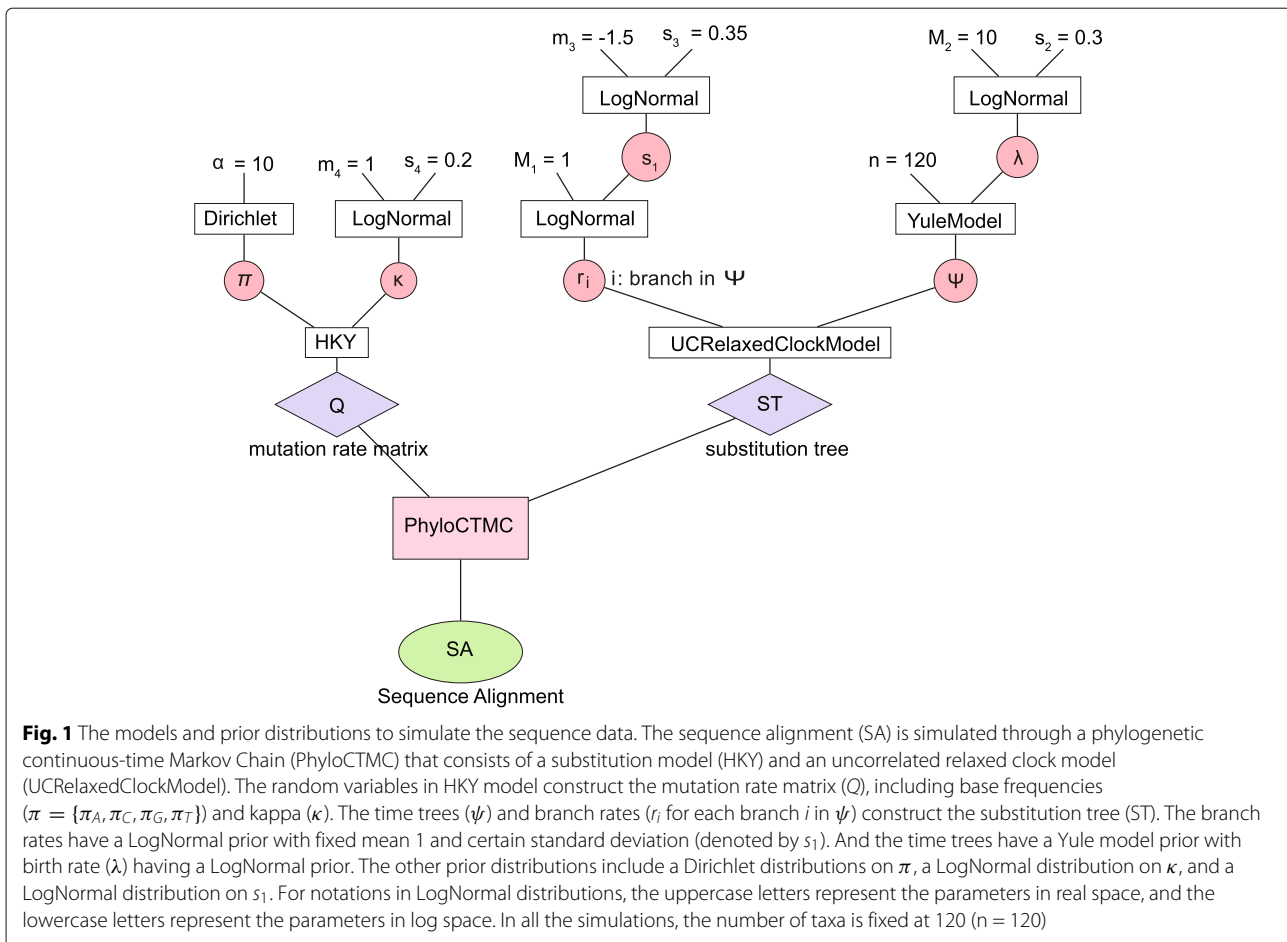 m₃ = -1.5 s₃ = 0.35 M₂ = 10 s₂ = 0.3
LogNormal LogNormal
α = 10 m₄ = 1 s₄ = 0.2 M₁ = 1 s₁ n = 120 λ
Dirichlet LogNormal LogNormal YuleModel
π κ rᵢ i: branch in Ψ Ψ
HKY UCRelaxedClockModel
Q ST
mutation rate matrix substitution tree
PhyloCTMC
SA
Sequence Alignment
Fig. 1 The models and prior distributions to simulate the sequence data. The sequence alignment (SA) is simulated through a phylogenetic
continuous-time Markov Chain (PhyloCTMC) that consists of a substitution model (HKY) and an uncorrelated relaxed clock model
(UCRelaxedClockModel). The random variables in HKY model construct the mutation rate matrix (Q), including base frequencies
(π = {π_A, π_C, π_G, π_T}) and kappa (κ). The time trees (ψ) and branch rates (rᵢ for each branch i in ψ) construct the substitution tree (ST). The branch
rates have a LogNormal prior with fixed mean 1 and certain standard deviation (denoted by s₁). And the time trees have a Yule model prior with
birth rate (λ) having a LogNormal prior. The other prior distributions include a Dirichlet distributions on π, a LogNormal distribution on κ, and a
LogNormal distribution on s₁. For notations in LogNormal distributions, the uppercase letters represent the parameters in real space, and the
lowercase letters represent the parameters in log space. In all the simulations, the number of taxa is fixed at 120 (n = 120)